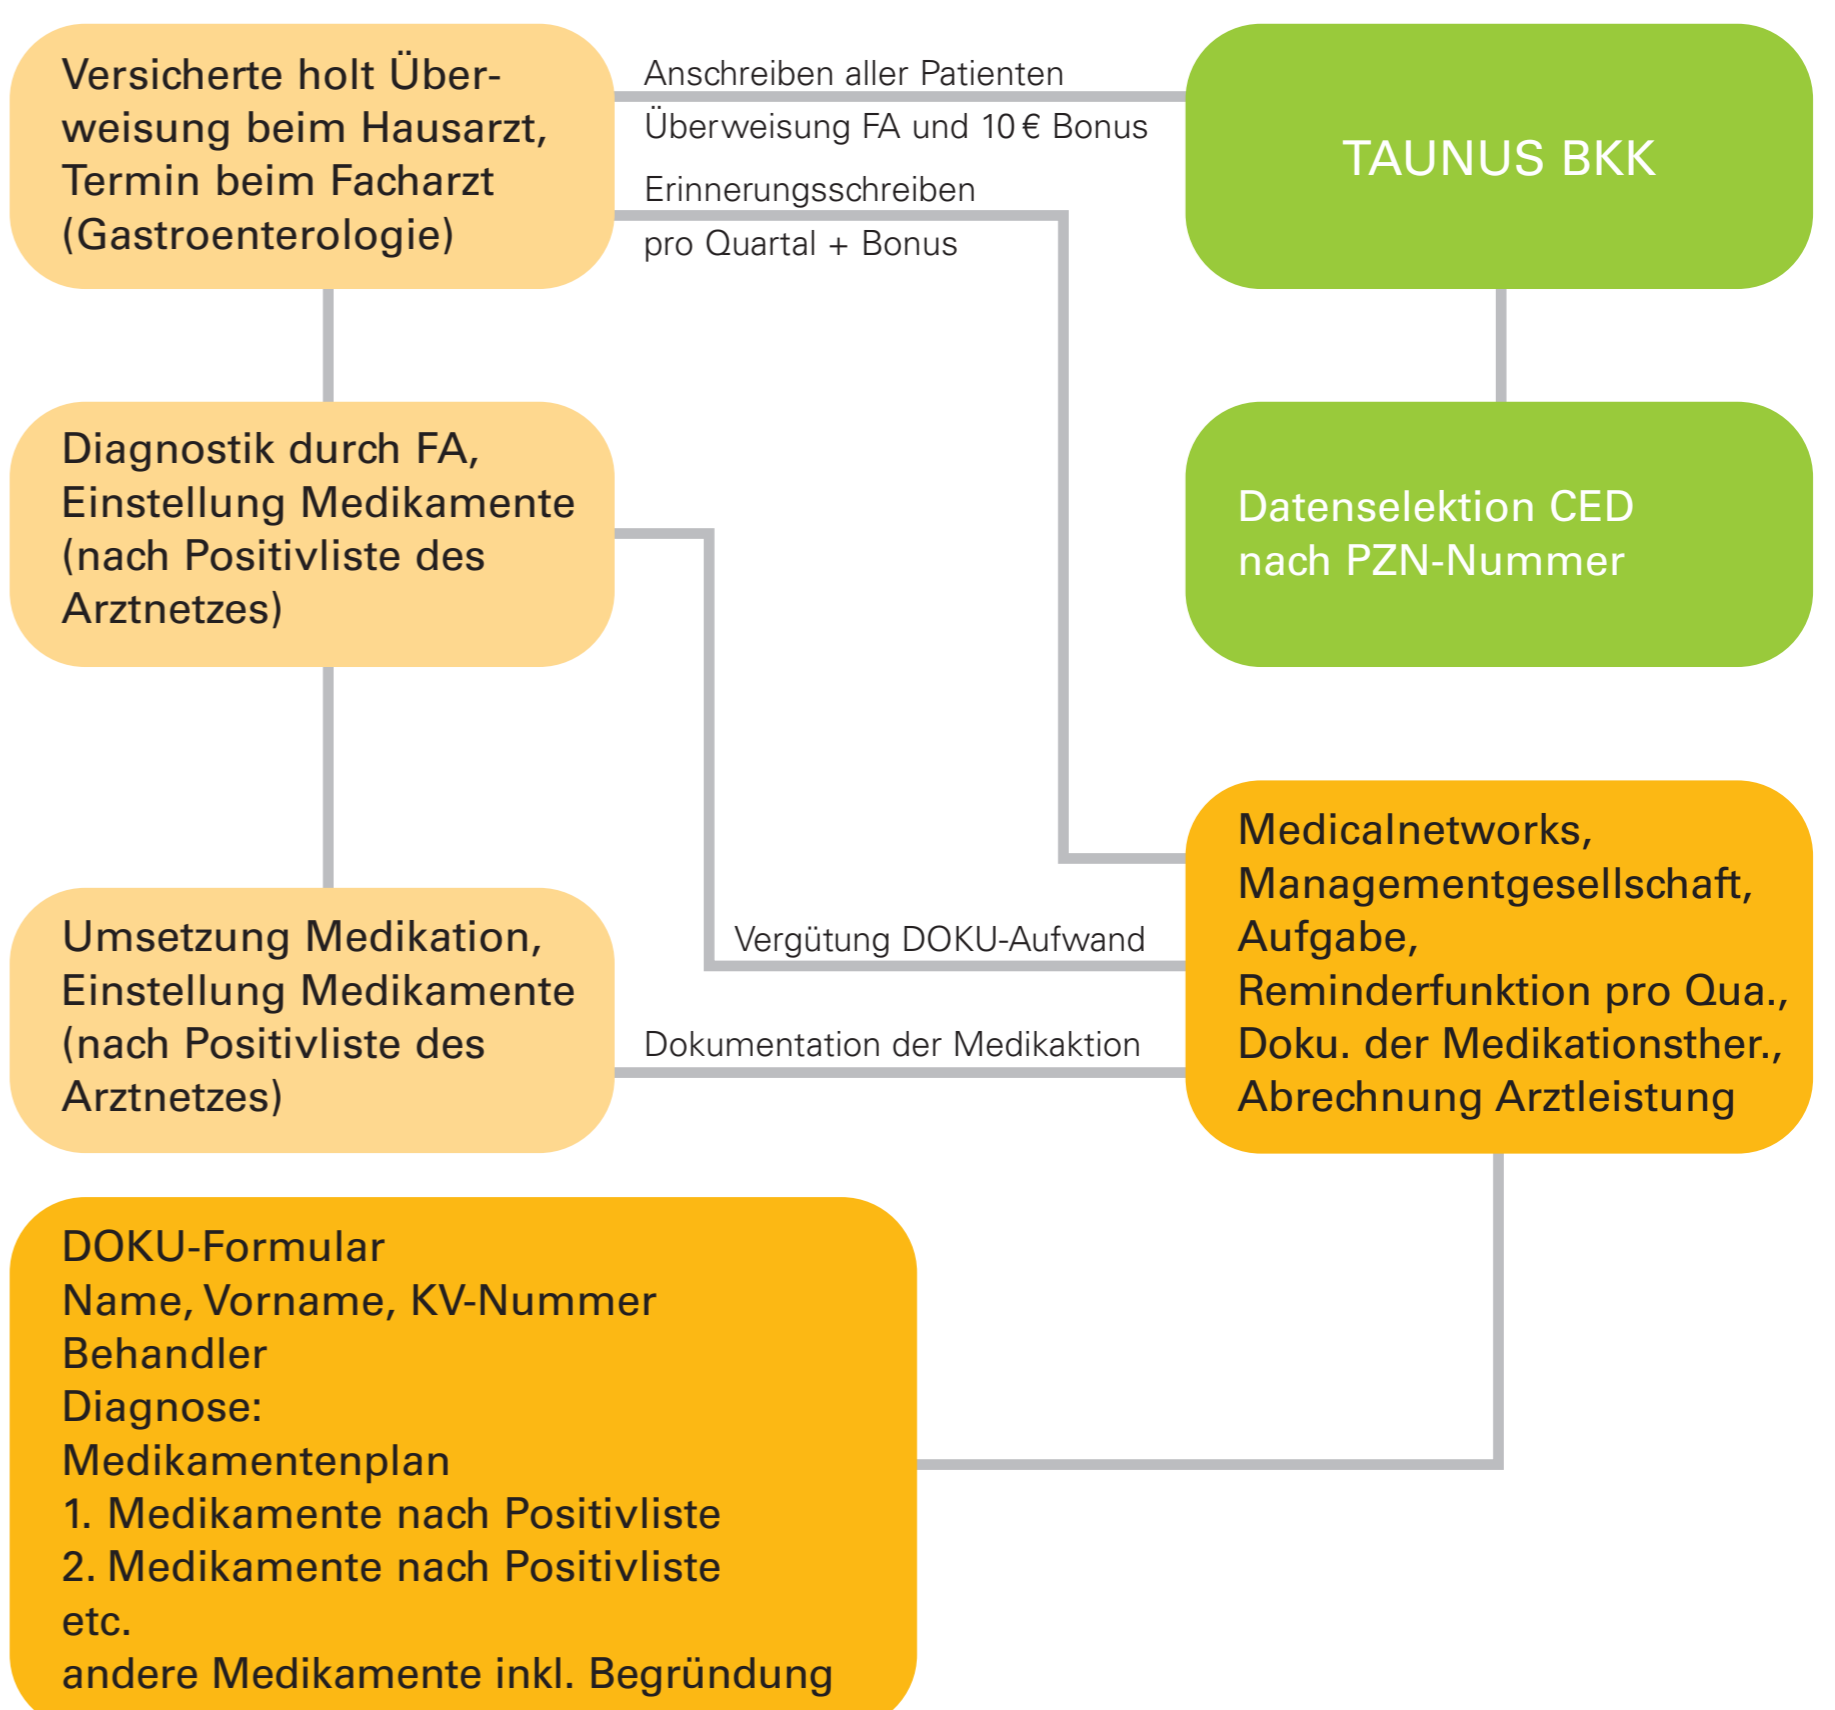 Versicherte holt Über-
weisung beim Hausarzt,
Termin beim Facharzt
(Gastroenterologie)
Anschreiben aller Patienten
Überweisung FA und 10 € Bonus
Erinnerungsschreiben
pro Quartal + Bonus
TAUNUS BKK
Diagnostik durch FA,
Einstellung Medikamente
(nach Positivliste des
Arztnetzes)
Datenselektion CED
nach PZN-Nummer
Umsetzung Medikation,
Einstellung Medikamente
(nach Positivliste des
Arztnetzes)
Vergütung DOKU-Aufwand
Dokumentation der Medikaktion
Medicalnetworks,
Managementgesellschaft,
Aufgabe,
Reminderfunktion pro Qua.,
Doku. der Medikationsther.,
Abrechnung Arztleistung
DOKU-Formular
Name, Vorname, KV-Nummer
Behandler
Diagnose:
Medikamentenplan
1. Medikamente nach Positivliste
2. Medikamente nach Positivliste
etc.
andere Medikamente inkl. Begründung